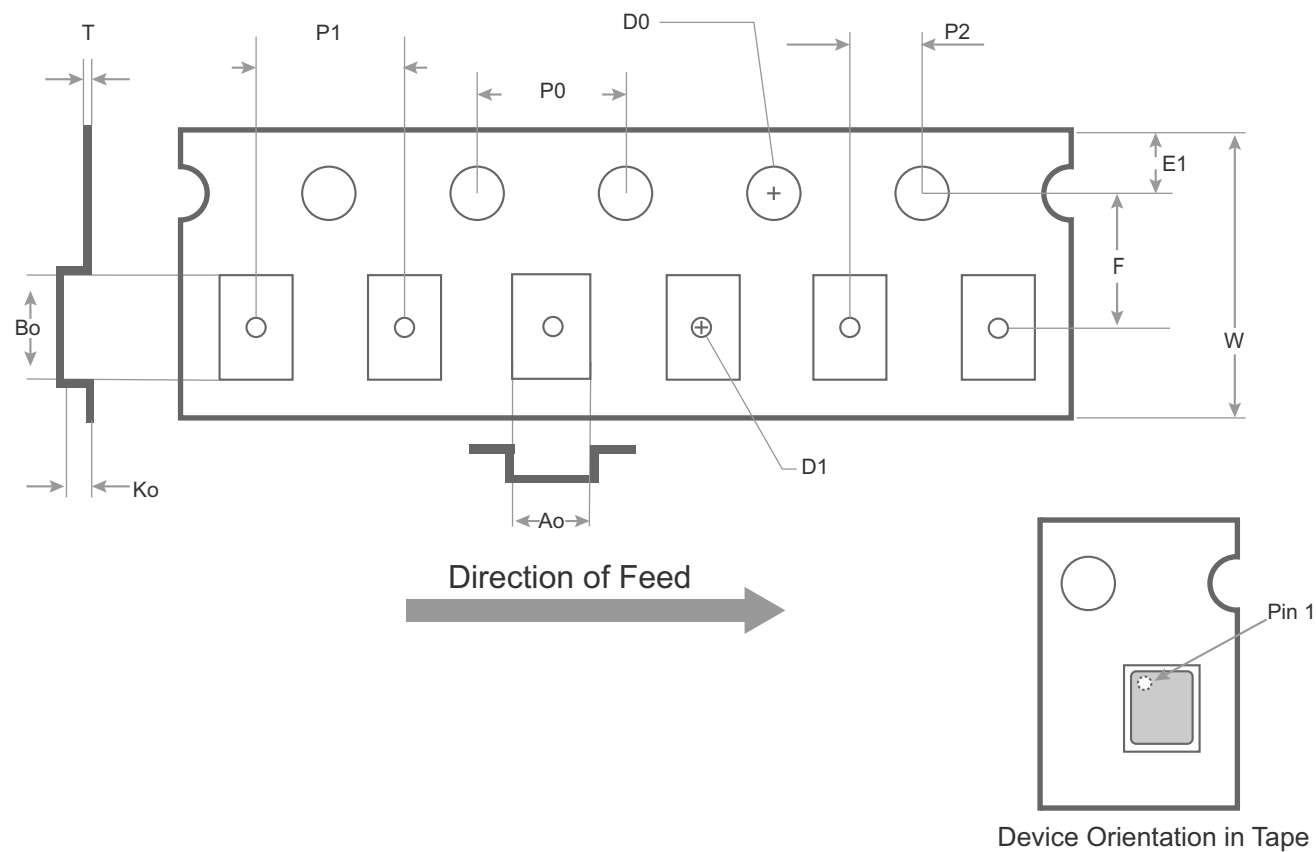 T
P1
D0
P2
P0
E1
F
Bo
W
D1
Ko
Ao
Direction of Feed
Pin 1
Device Orientation in Tape